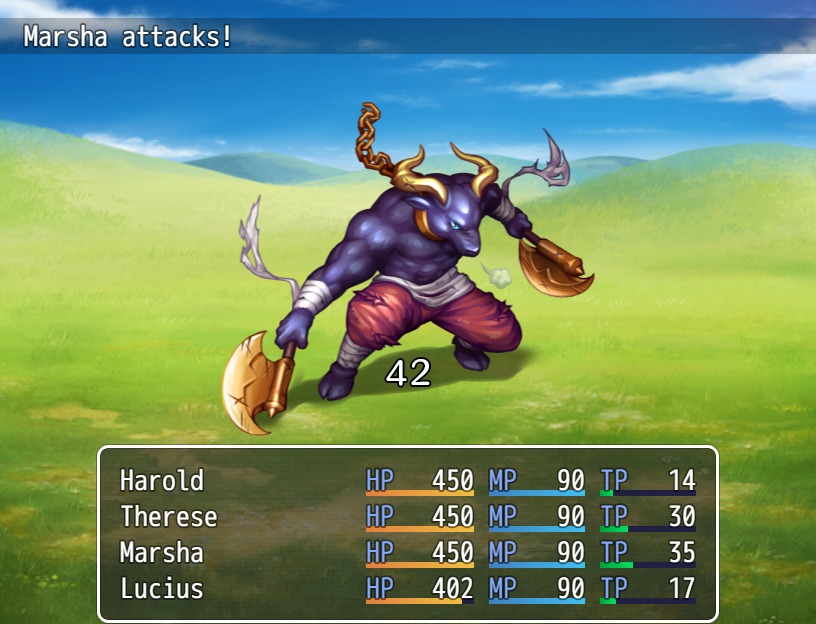 Marsha attacks!
42
Harold HP 450 MP 90 TP 14
Therese HP 450 MP 90 TP 30
Marsha HP 450 MP 90 TP 35
Lucius HP 402 MP 90 TP 17